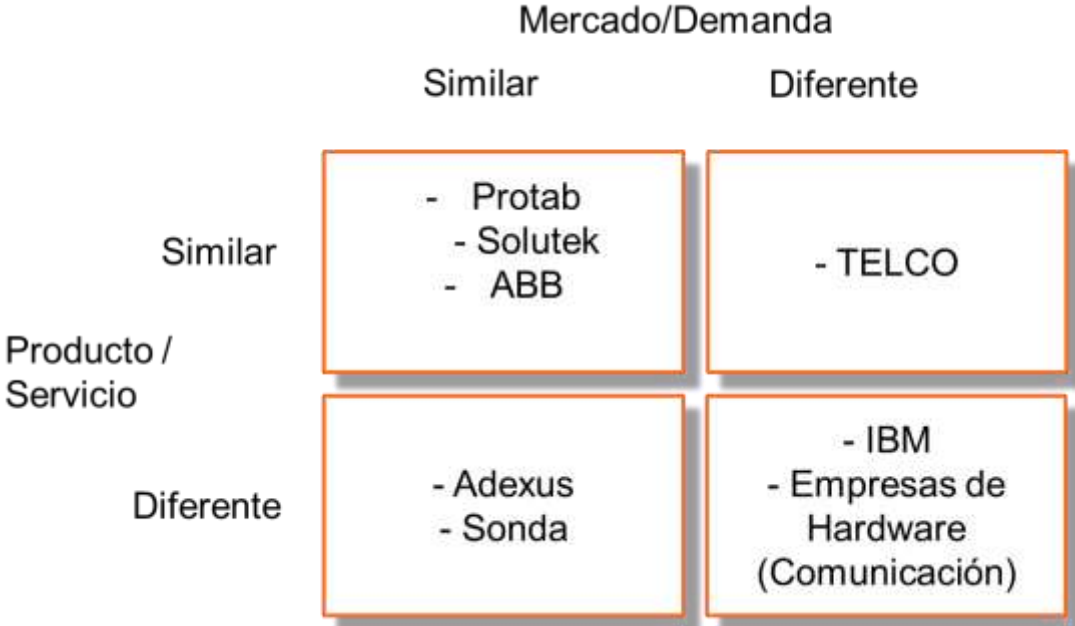 Mercado/Demanda
Similar
Diferente
Similar
- Protab
- Solutek
- ABB
- TELCO
Producto /
Servicio
Diferente
- Adexus
- Sonda
- IBM
- Empresas de
Hardware
(Comunicación)